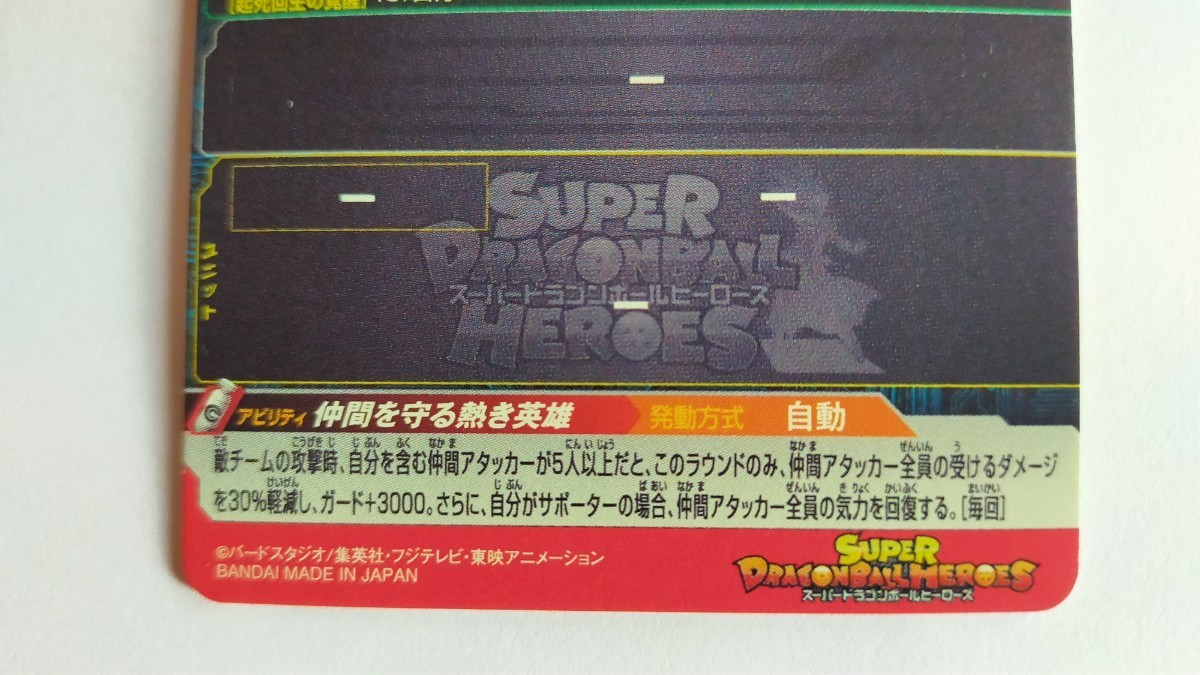 [起死回生の覚醒]
-
- -
SUPER
DRAGONBALL
スーパードラゴンボールヒーローズ
-
HEROES
ユニット
アビリティ 仲間を守る熱き英雄 発動方式 自動
敵チームの攻撃時、自分を含む仲間アタッカーが5人以上だと、このラウンドのみ、仲間アタッカー全員の受けるダメージ
を30%軽減し、ガード+3000。さらに、自分がサポーターの場合、仲間アタッカー全員の気力を回復する。[毎回]
©バードスタジオ/集英社・フジテレビ・東映アニメーション
BANDAI MADE IN JAPAN
SUPER
DRAGONBALL HEROES
スーパードラゴンボールヒーローズ